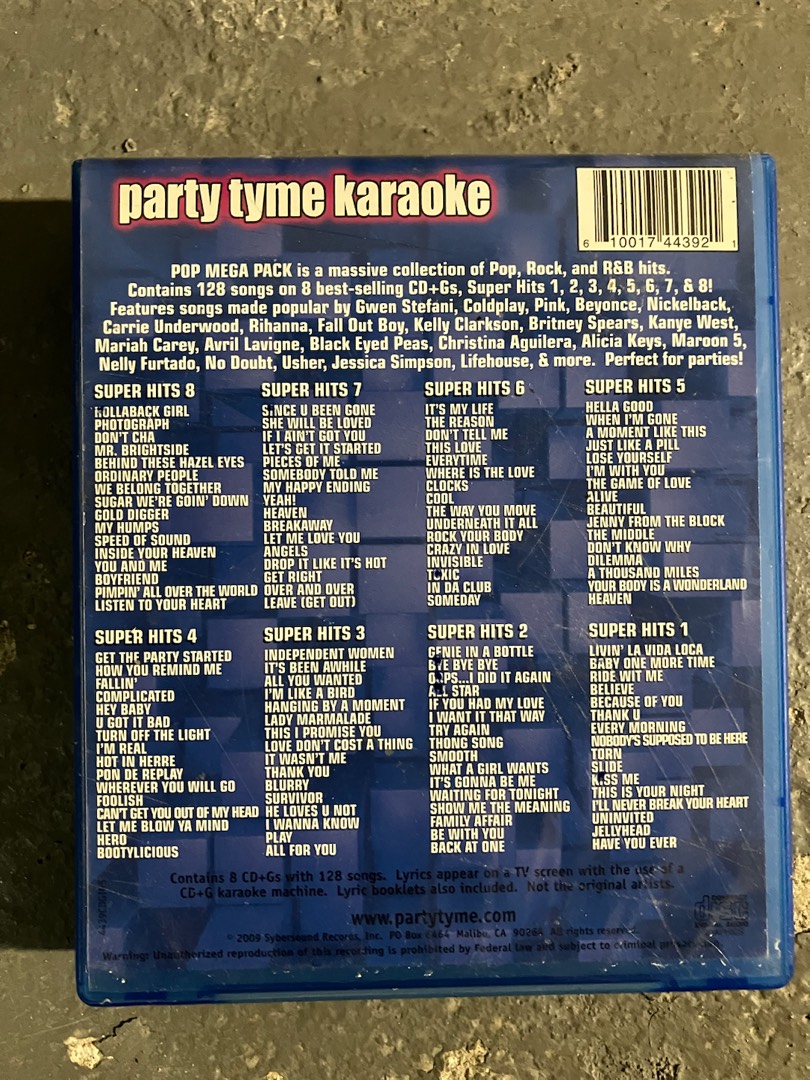 party tyme karaoke
6 10017 44392 1
POP MEGA PACK is a massive collection of Pop, Rock, and R&B hits.
Contains 128 songs on 8 best-selling CD+Gs, Super Hits 1, 2, 3, 4, 5, 6, 7, & 8!
Features songs made popular by Gwen Stefani, Coldplay, Pink, Beyonce, Nickelback,
Carrie Underwood, Rihanna, Fall Out Boy, Kelly Clarkson, Britney Spears, Kanye West,
Mariah Carey, Avril Lavigne, Black Eyed Peas, Christina Aguilera, Alicia Keys, Maroon 5,
Nelly Furtado, No Doubt, Usher, Jessica Simpson, Lifehouse, & more. Perfect for parties!
SUPER HITS 8
HOLLABACK GIRL
PHOTOGRAPH
DON'T CHA
MR. BRIGHTSIDE
BEHIND THESE HAZEL EYES
ORDINARY PEOPLE
WE BELONG TOGETHER
SUGAR WE'RE GOIN' DOWN
GOLD DIGGER
MY HUMPS
SPEED OF SOUND
INSIDE YOUR HEAVEN
YOU AND ME
BOYFRIEND
PIMPIN' ALL OVER THE WORLD
LISTEN TO YOUR HEART
SUPER HITS 7
SINCE U BEEN GONE
SHE WILL BE LOVED
IF I AIN'T GOT YOU
LET'S GET IT STARTED
PIECES OF ME
SOMEBODY TOLD ME
MY HAPPY ENDING
YEAH!
HEAVEN
BREAKAWAY
LET ME LOVE YOU
ANGELS
DROP IT LIKE IT'S HOT
GET RIGHT
OVER AND OVER
LEAVE (GET OUT)
SUPER HITS 6
IT'S MY LIFE
THE REASON
DON'T TELL ME
THIS LOVE
EVERYTIME
WHERE IS THE LOVE
CLOCKS
COOL
THE WAY YOU MOVE
UNDERNEATH IT ALL
ROCK YOUR BODY
CRAZY IN LOVE
INVISIBLE
TOXIC
IN DA CLUB
SOMEDAY
SUPER HITS 5
HELLA GOOD
WHEN I'M GONE
A MOMENT LIKE THIS
JUST LIKE A PILL
LOSE YOURSELF
I'M WITH YOU
THE GAME OF LOVE
ALIVE
BEAUTIFUL
JENNY FROM THE BLOCK
THE MIDDLE
DON'T KNOW WHY
DILEMMA
A THOUSAND MILES
YOUR BODY IS A WONDERLAND
HEAVEN
SUPER HITS 4
GET THE PARTY STARTED
HOW YOU REMIND ME
FALLIN'
COMPLICATED
HEY BABY
U GOT IT BAD
TURN OFF THE LIGHT
I'M REAL
HOT IN HERRE
PON DE REPLAY
WHEREVER YOU WILL GO
FOOLISH
CAN'T GET YOU OUT OF MY HEAD
LET ME BLOW YA MIND
HERO
BOOTYLICIOUS
SUPER HITS 3
INDEPENDENT WOMEN
IT'S BEEN AWHILE
ALL YOU WANTED
I'M LIKE A BIRD
HANGING BY A MOMENT
LADY MARMALADE
THIS I PROMISE YOU
LOVE DON'T COST A THING
IT WASN'T ME
THANK YOU
BLURRY
SURVIVOR
HE LOVES U NOT
I WANNA KNOW
PLAY
ALL FOR YOU
SUPER HITS 2
GENIE IN A BOTTLE
BYE BYE BYE
OOPS...I DID IT AGAIN
ALL STAR
IF YOU HAD MY LOVE
I WANT IT THAT WAY
TRY AGAIN
THONG SONG
SMOOTH
WHAT A GIRL WANTS
IT'S GONNA BE ME
WAITING FOR TONIGHT
SHOW ME THE MEANING
FAMILY AFFAIR
BE WITH YOU
BACK AT ONE
SUPER HITS 1
LIVIN' LA VIDA LOCA
BABY ONE MORE TIME
RIDE WIT ME
BELIEVE
BECAUSE OF YOU
THANK U
EVERY MORNING
NOBODY'S SUPPOSED TO BE HERE
TORN
SLIDE
KISS ME
THIS IS YOUR NIGHT
I'LL NEVER BREAK YOUR HEART
UNINVITED
JELLYHEAD
HAVE YOU EVER
Contains 8 CD+Gs with 128 songs. Lyrics appear on a TV screen with the use of a
CD+G karaoke machine. Lyric booklets also included. Not the original artists.
www.partytyme.com
© 2009 Sybersound Records, Inc. PO Box 6464 Malibu, CA 90264 All rights reserved.
Warning: Unauthorized reproduction of this recording is prohibited by Federal law and subject to criminal